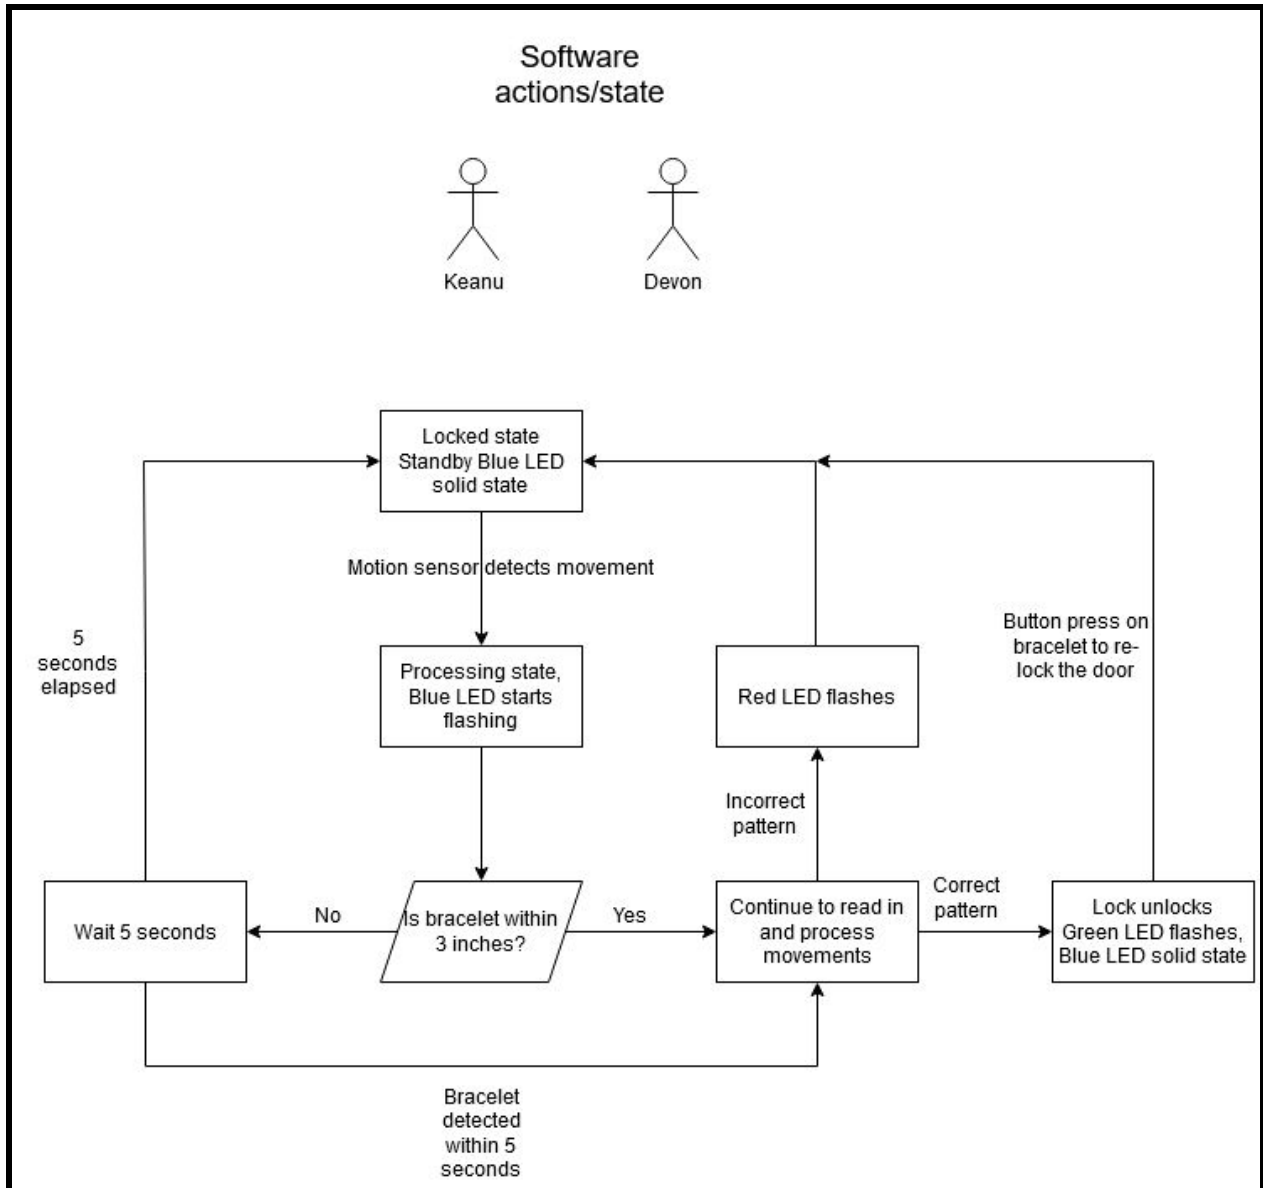 Software
actions/state
Keanu
Devon
Locked state
Standby Blue LED
solid state
Motion sensor detects movement
5
seconds
elapsed
Button press on
bracelet to re-
lock the door
Processing state,
Blue LED starts
flashing
Red LED flashes
Incorrect
pattern
Wait 5 seconds
No
Is bracelet within
3 inches?
Yes
Continue to read in
and process
movements
Correct
pattern
Lock unlocks
Green LED flashes,
Blue LED solid state
Bracelet
detected
within 5
seconds